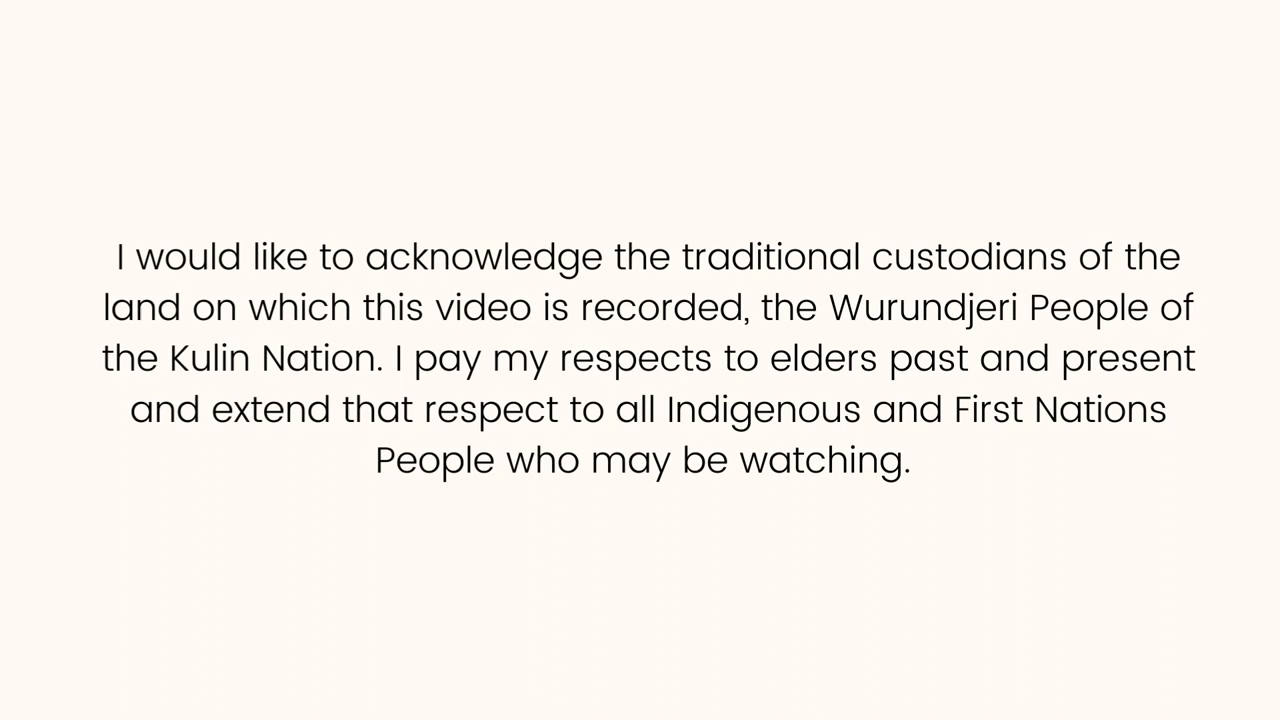 I would like to acknowledge the traditional custodians of the
land on which this video is recorded, the Wurundjeri People of
the Kulin Nation. I pay my respects to elders past and present
and extend that respect to all Indigenous and First Nations
People who may be watching.